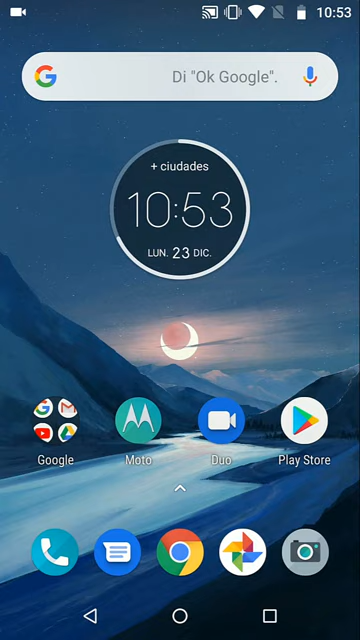 10:53
Di "Ok Google".
+ ciudades
10:53
LUN. 23 DIC.
Google
Moto
Duo
Play Store